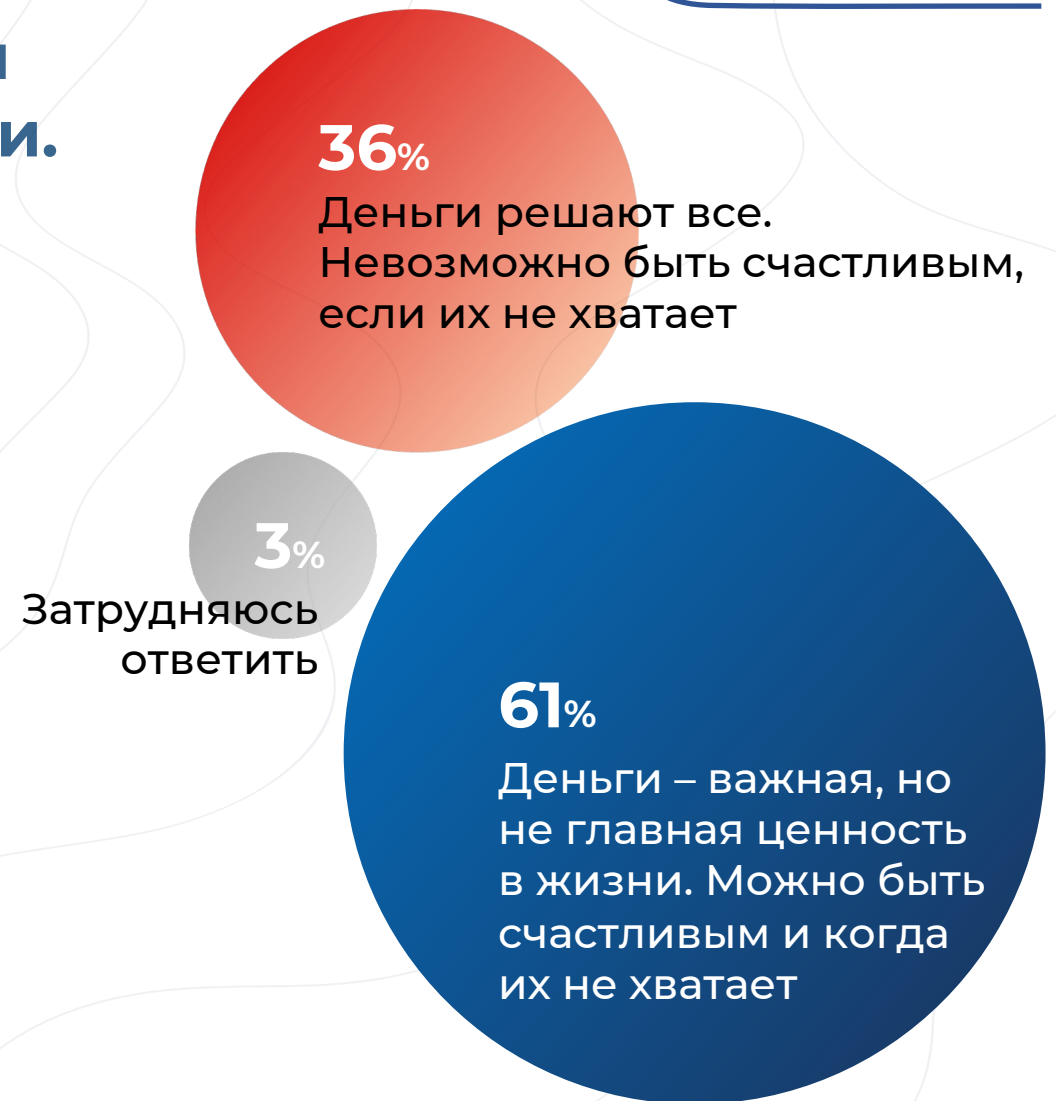 и.
36%
Деньги решают все.
Невозможно быть счастливым,
если их не хватает
3%
Затрудняюсь
ответить
61%
Деньги – важная, но
не главная ценность
в жизни. Можно быть
счастливым и когда
их не хватает